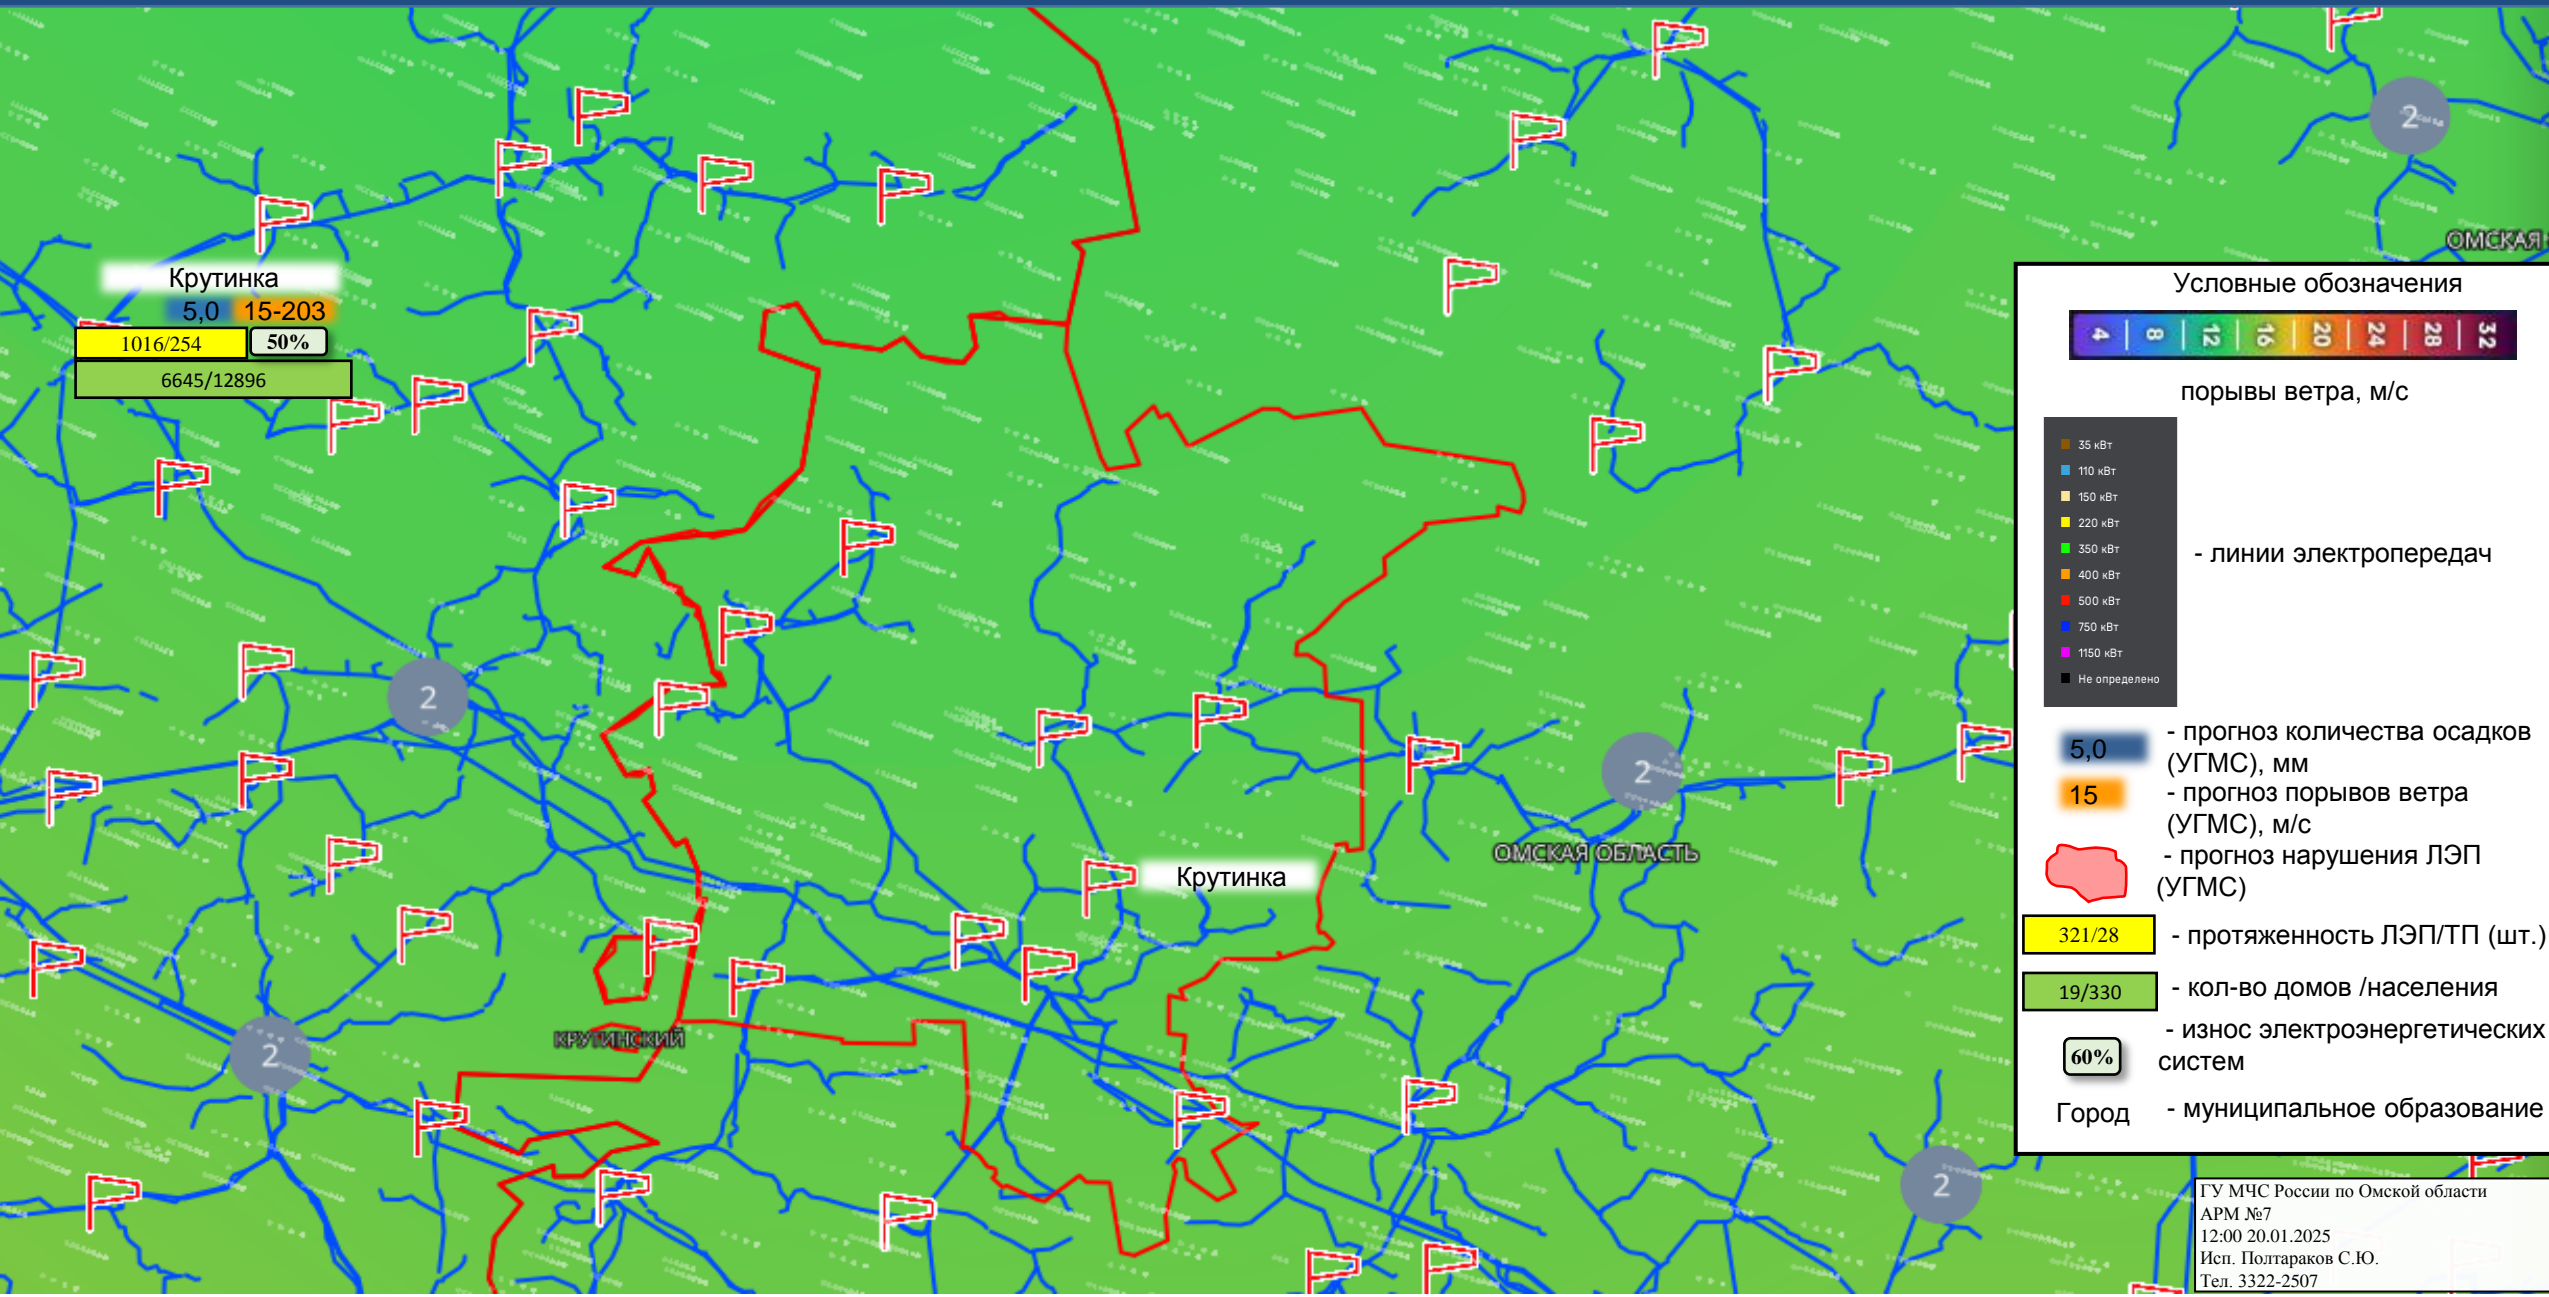 Крутинка
5,0 15-203
1016/254 50%
6645/12896
2
2
2
2
2
Крутинка
ОМСКАЯ ОБЛАСТЬ
КРУТИНСКИЙ
ОМСКАЯ
Условные обозначения
4 8 12 16 20 24 28 32
порывы ветра, м/с
35 кВт
110 кВт
150 кВт
220 кВт
350 кВт
400 кВт
500 кВт
750 кВт
1150 кВт
Не определено
- линии электропередач
5,0 - прогноз количества осадков
(УГМС), мм
15 - прогноз порывов ветра
(УГМС), м/с
- прогноз нарушения ЛЭП
(УГМС)
321/28 - протяженность ЛЭП/ТП (шт.)
19/330 - кол-во домов /населения
- износ электроэнергетических
60% систем
Город - муниципальное образование
ГУ МЧС России по Омской области
АРМ №7
12:00 20.01.2025
Исп. Полтараков С.Ю.
Тел. 3322-2507